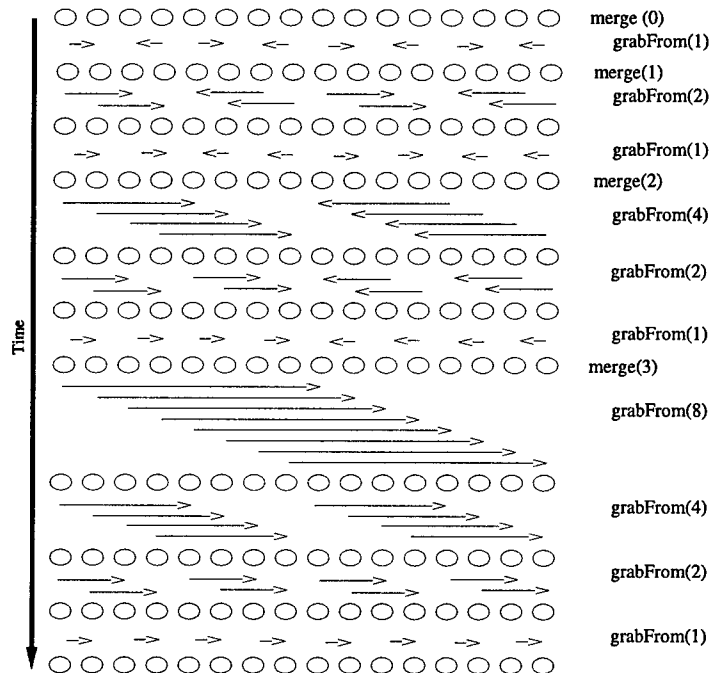 merge (0)
grabFrom(1)
merge(1)
grabFrom(2)
grabFrom(1)
merge(2)
grabFrom(4)
grabFrom(2)
grabFrom(1)
merge(3)
grabFrom(8)
grabFrom(4)
grabFrom(2)
grabFrom(1)
Time